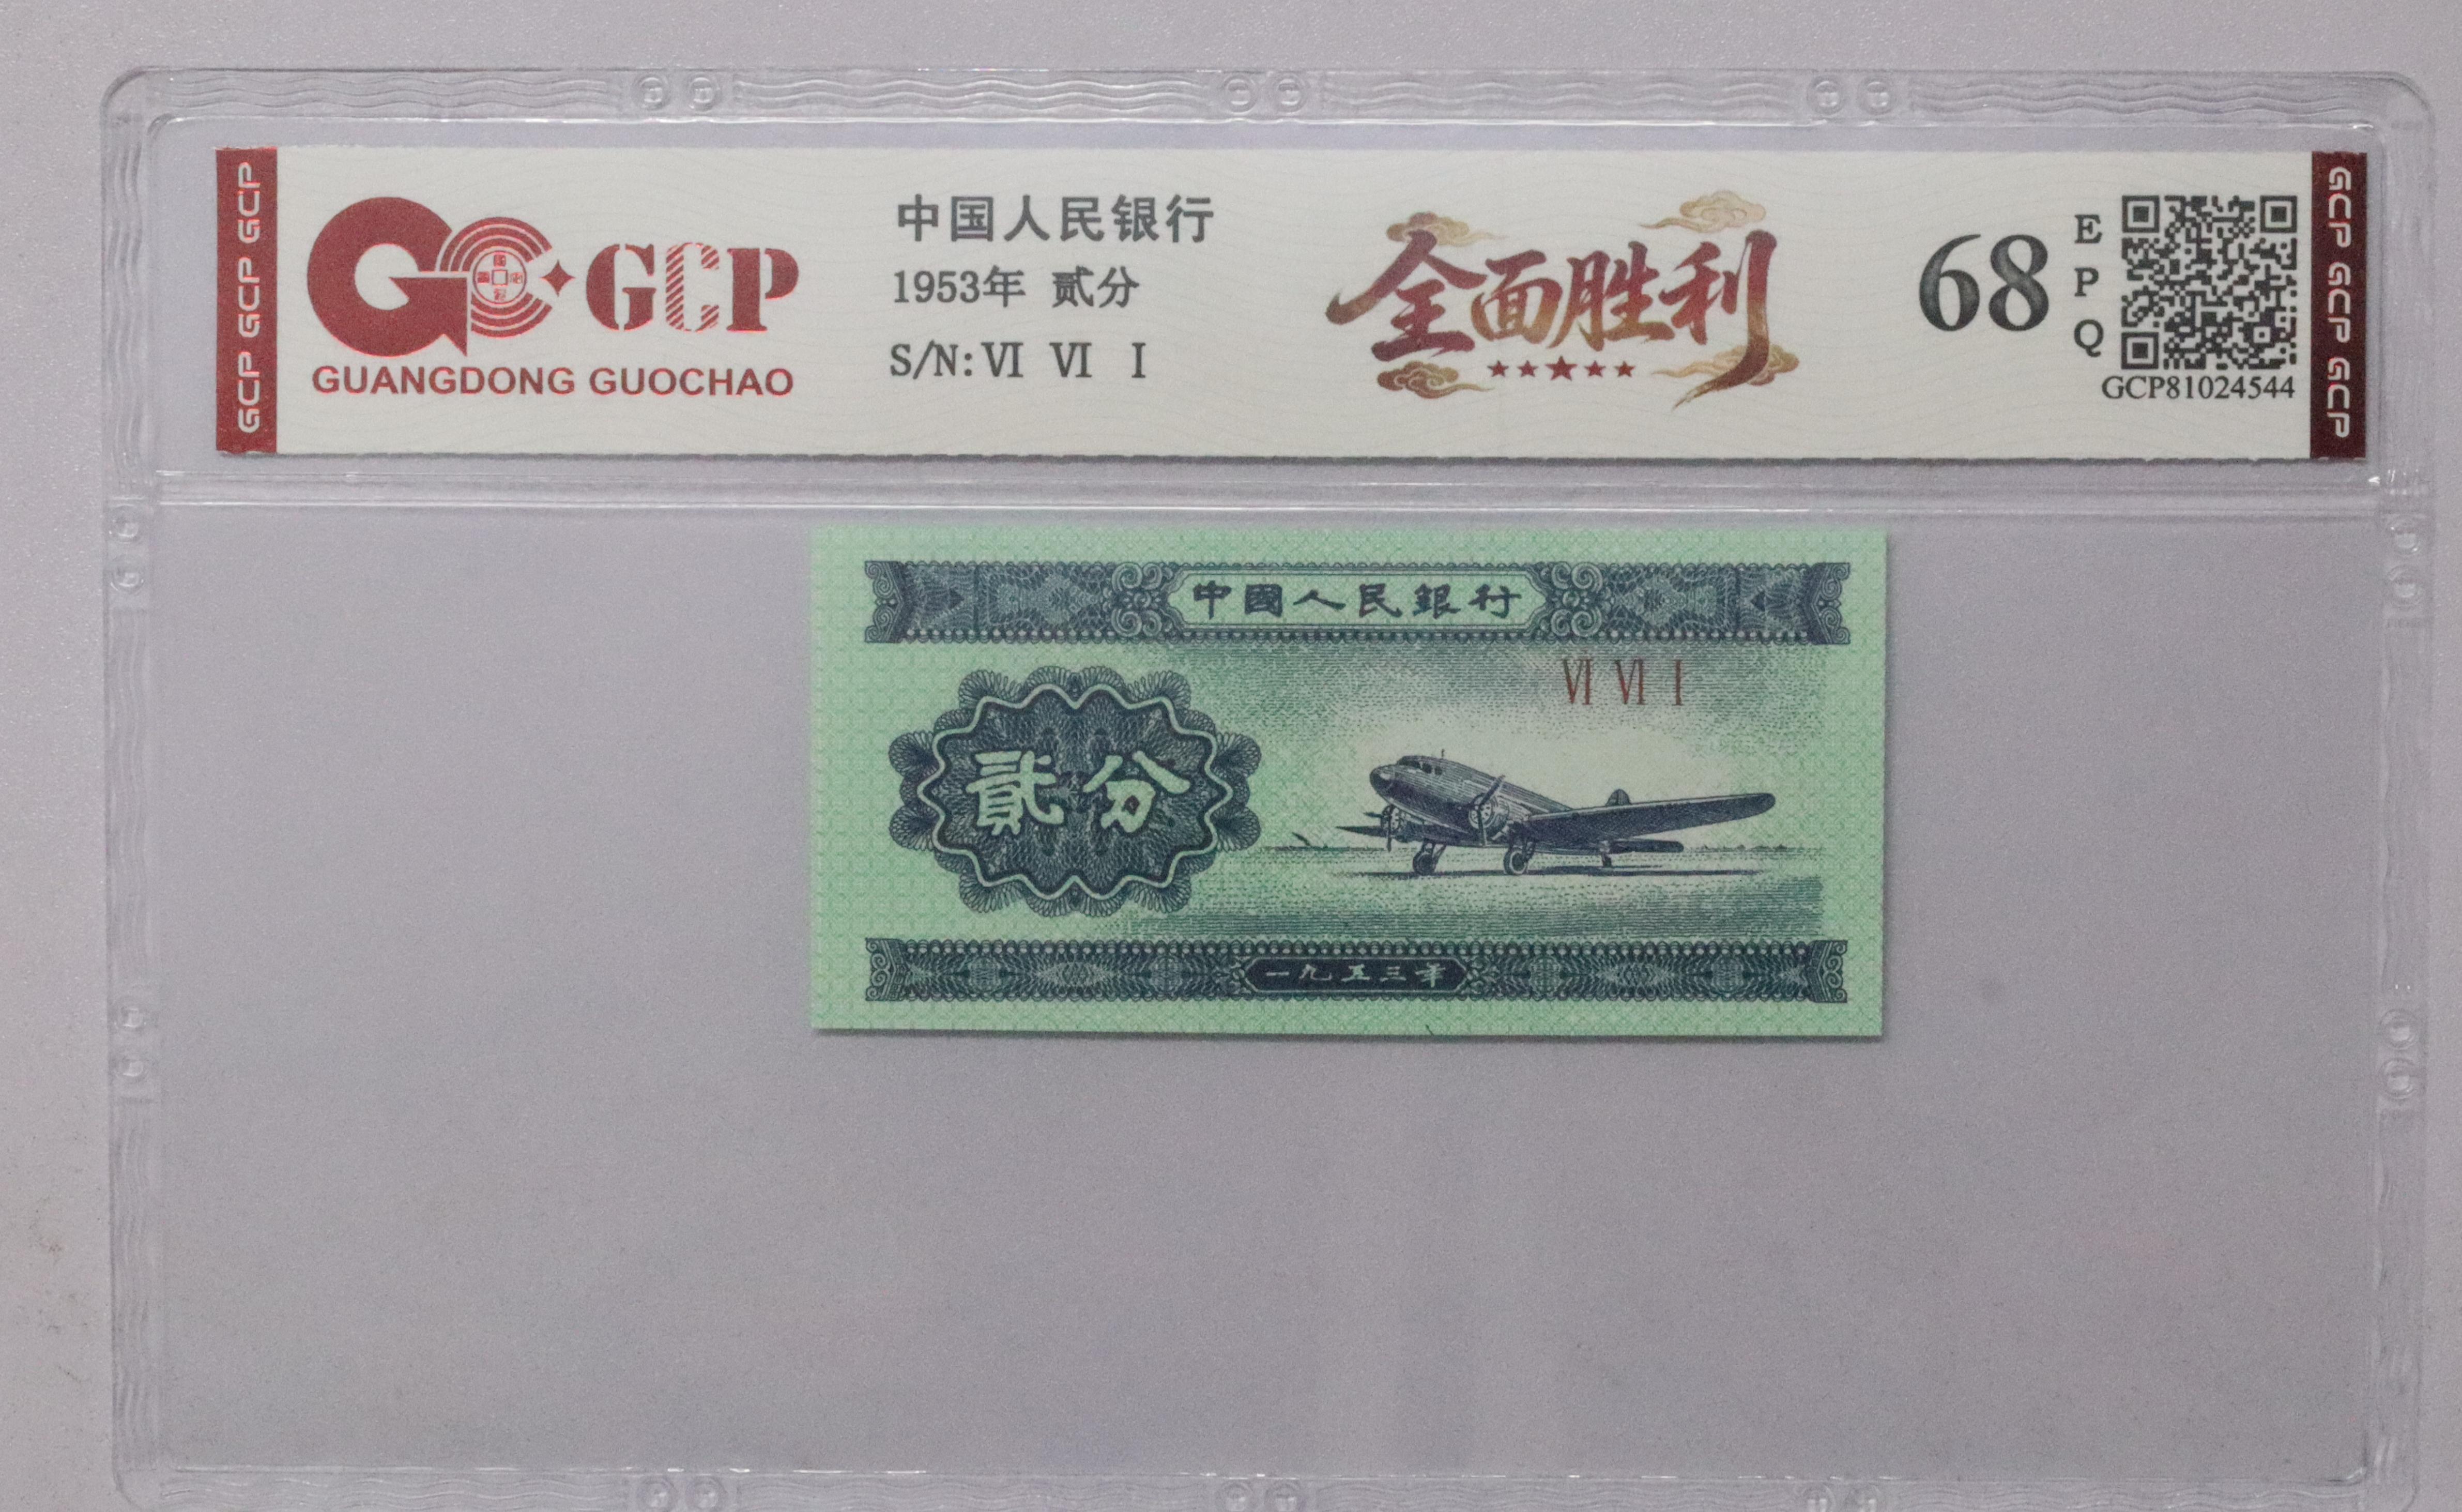 GCP GCP GCP
GCP
GUANGDONG GUOCHAO
中国人民银行
1953年 贰分
S/N: VI VI I
全面胜利
68
E
P
Q
GCP81024544
GCP GCP GCP
中國人民銀行
VI VI I
貳分
一九五三年